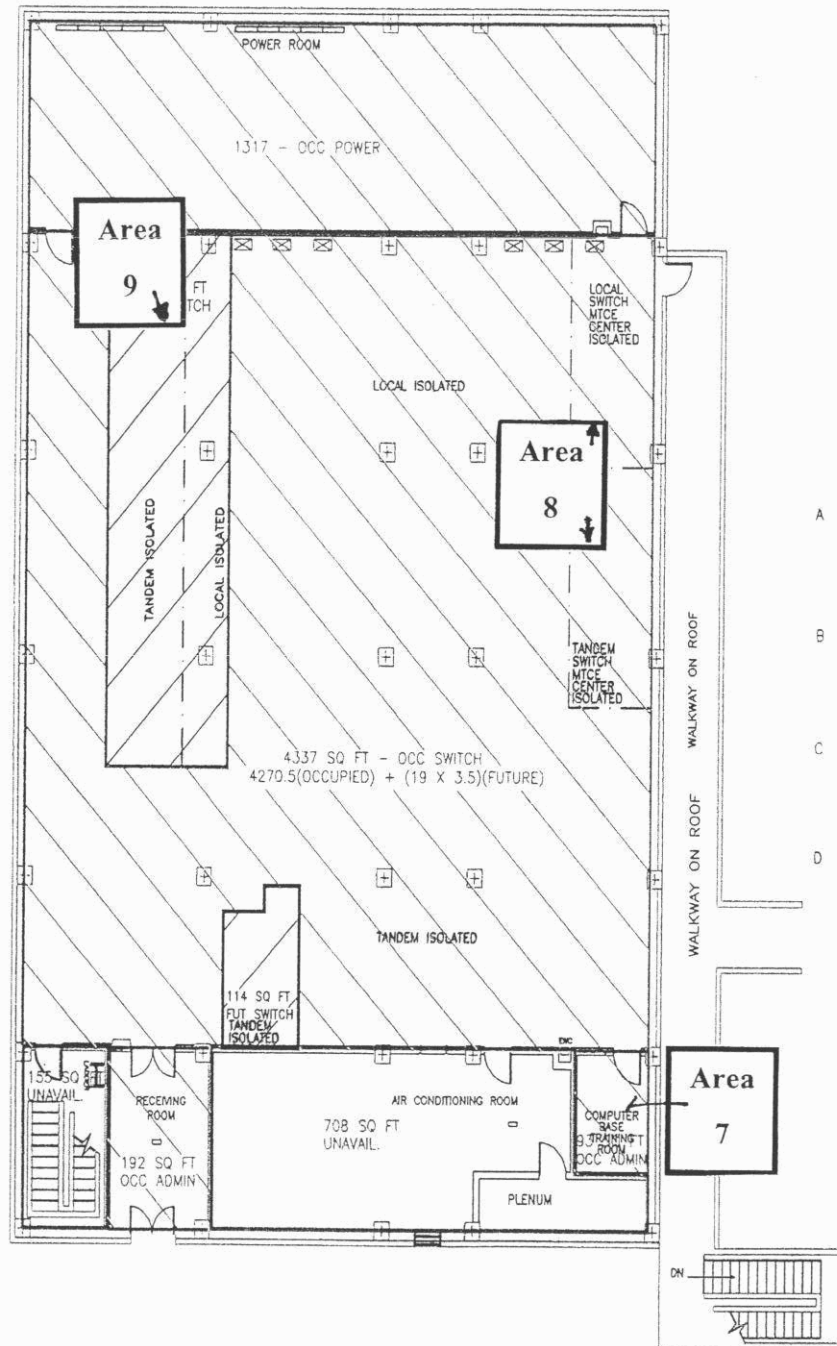 POWER ROOM
1317 - OCC POWER
Area
9
FT
TCH
LOCAL
SWITCH
MTCE
CENTER
ISOLATED
LOCAL ISOLATED
Area
8
TANDEM ISOLATED
LOCAL ISOLATED
TANDEM
SWITCH
MTCE
CENTER
ISOLATED
WALKWAY ON ROOF
WALKWAY ON ROOF
A
B
C
D
4337 SQ FT - OCC SWITCH
4270.5(OCCUPIED) + (19 X 3.5)(FUTURE)
TANDEM ISOLATED
114 SQ FT
FUT SWITCH
TANDEM
ISOLATED
155 SQ FT
UNAVAIL.
RECEIVING
ROOM
192 SQ FT
OCC ADMIN
AIR CONDITIONING ROOM
708 SQ FT
UNAVAIL.
PLENUM
COMPUTER
BASE
TRAINING
ROOM
93 SQ FT
OCC ADMIN
Area
7
DN